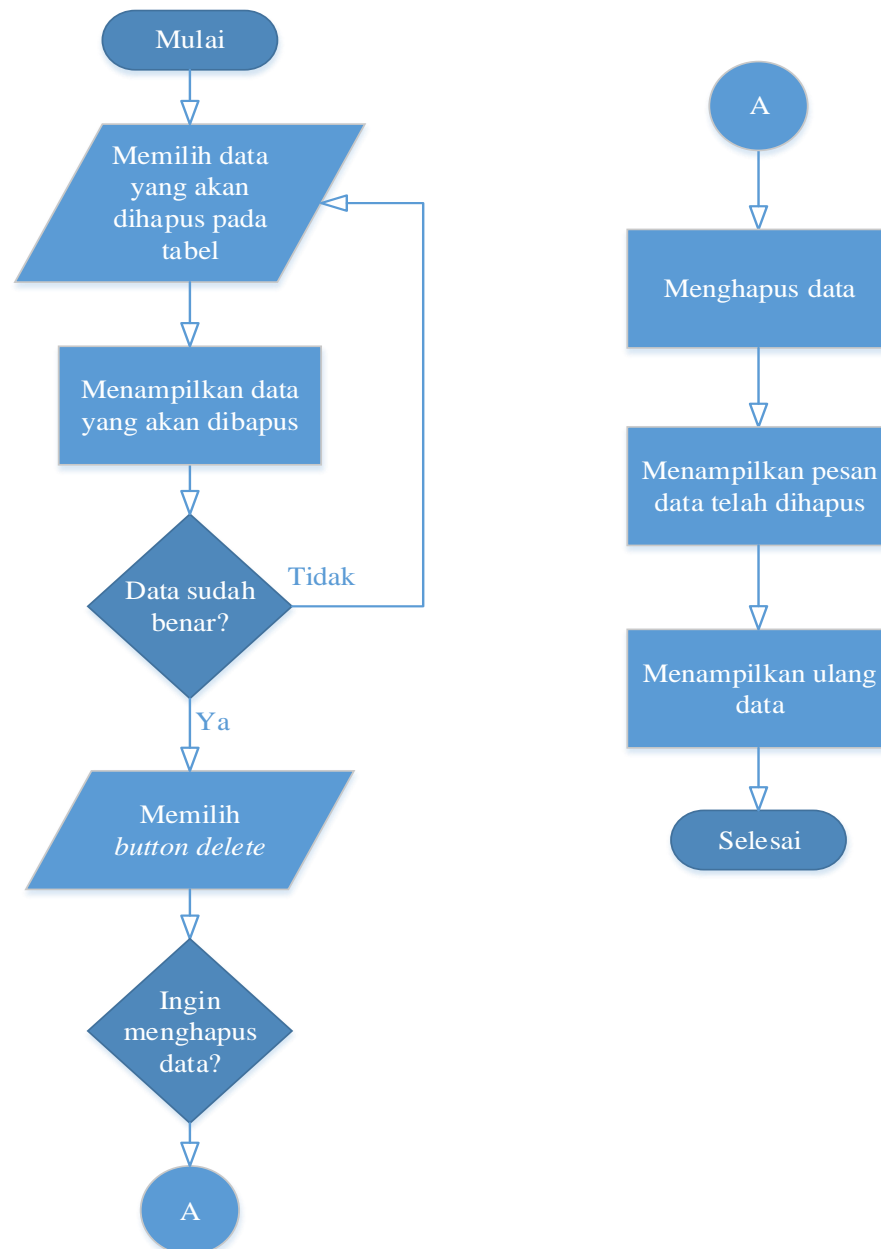 Mulai
Memilih data
yang akan
dihapus pada
tabel
Menampilkan data
yang akan dibapus
Data sudah
benar?
Tidak
Ya
Memilih
button delete
Ingin
menghapus
data?
A
A
Menghapus data
Menampilkan pesan
data telah dihapus
Menampilkan ulang
data
Selesai